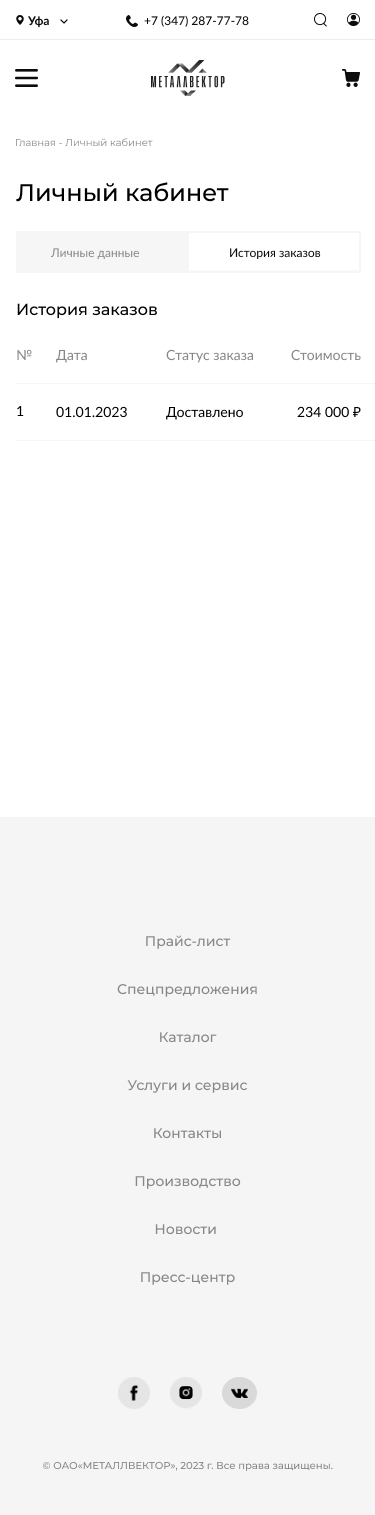 Уфа +7 (347) 287-77-78
МЕТАЛЛВЕКТОР
Главная - Личный кабинет
Личный кабинет
Личные данные История заказов
История заказов
№ Дата Статус заказа Стоимость
1 01.01.2023 Доставлено 234 000 ₽
Прайс-лист
Спецпредложения
Каталог
Услуги и сервис
Контакты
Производство
Новости
Пресс-центр
© ОАО«МЕТАЛЛВЕКТОР», 2023 г. Все права защищены.